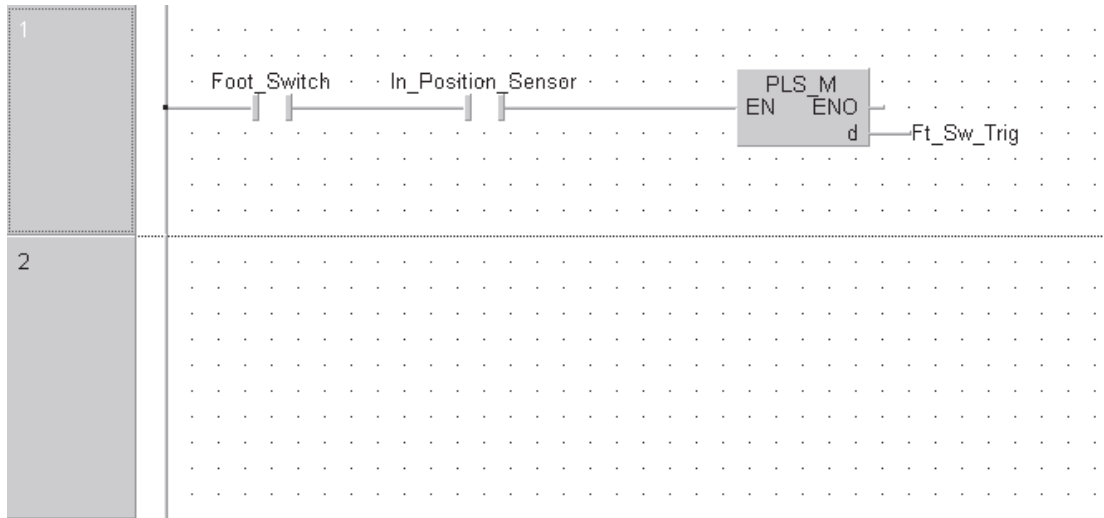 1
Foot_Switch In_Position_Sensor PLS_M
EN ENO
d Ft_Sw_Trig
2